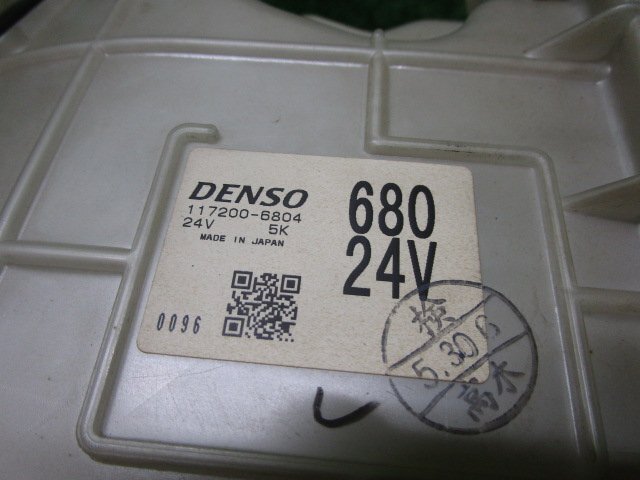 DENSO
117200-6804
24V 5K
MADE IN JAPAN
680
24V
0096
検
5.30.6
高木